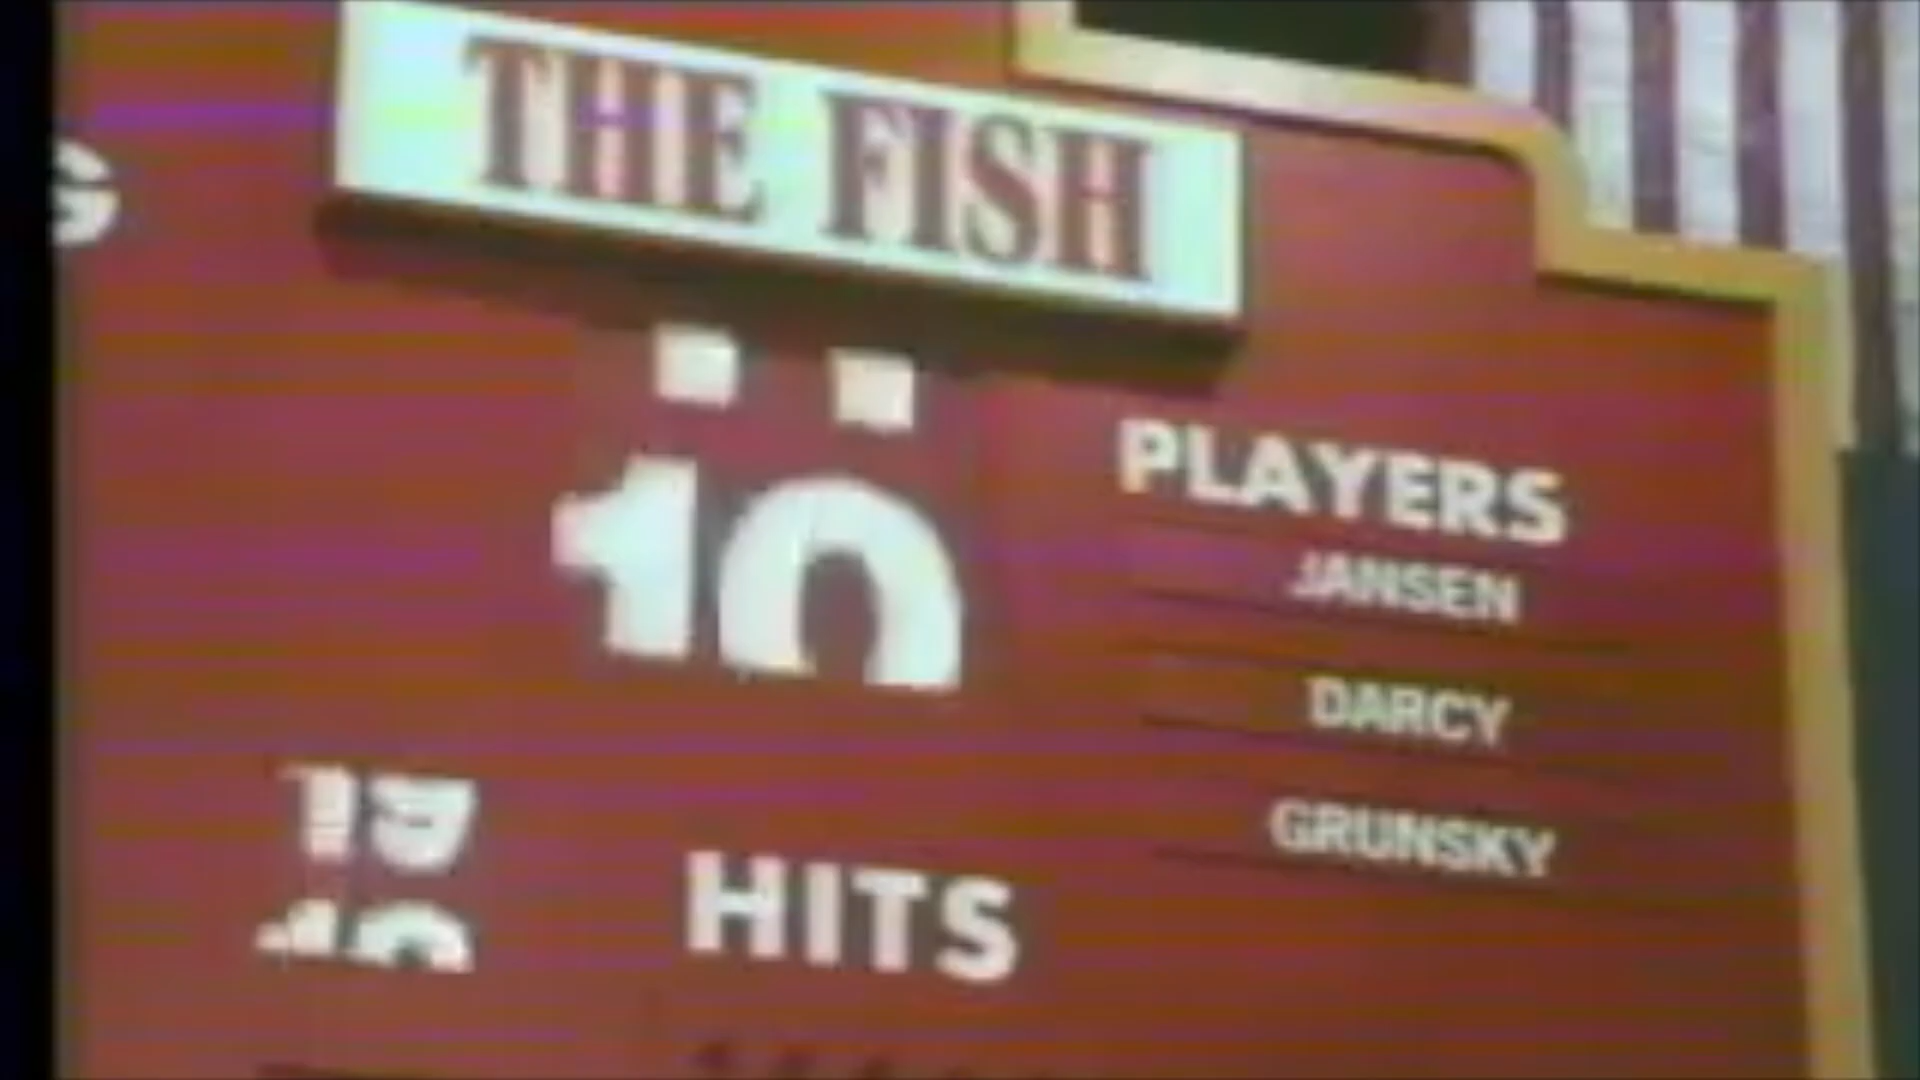 THE FISH
10
PLAYERS
JANSEN
DARCY
GRUNSKY
HITS